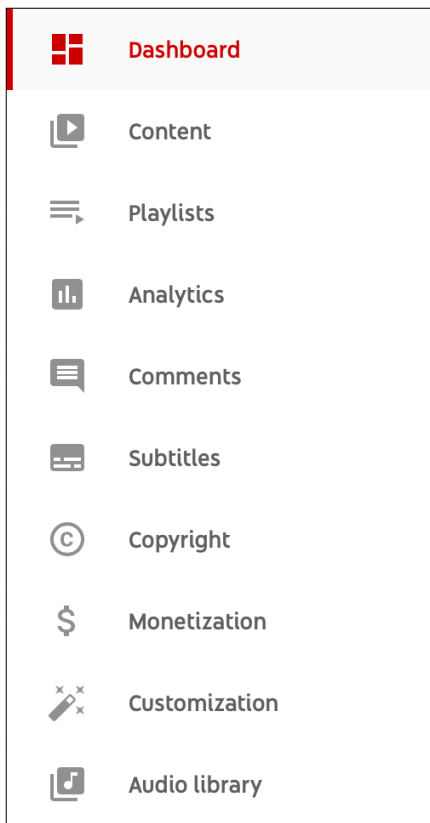 Dashboard
Content
Playlists
Analytics
Comments
Subtitles
Copyright
Monetization
Customization
Audio library